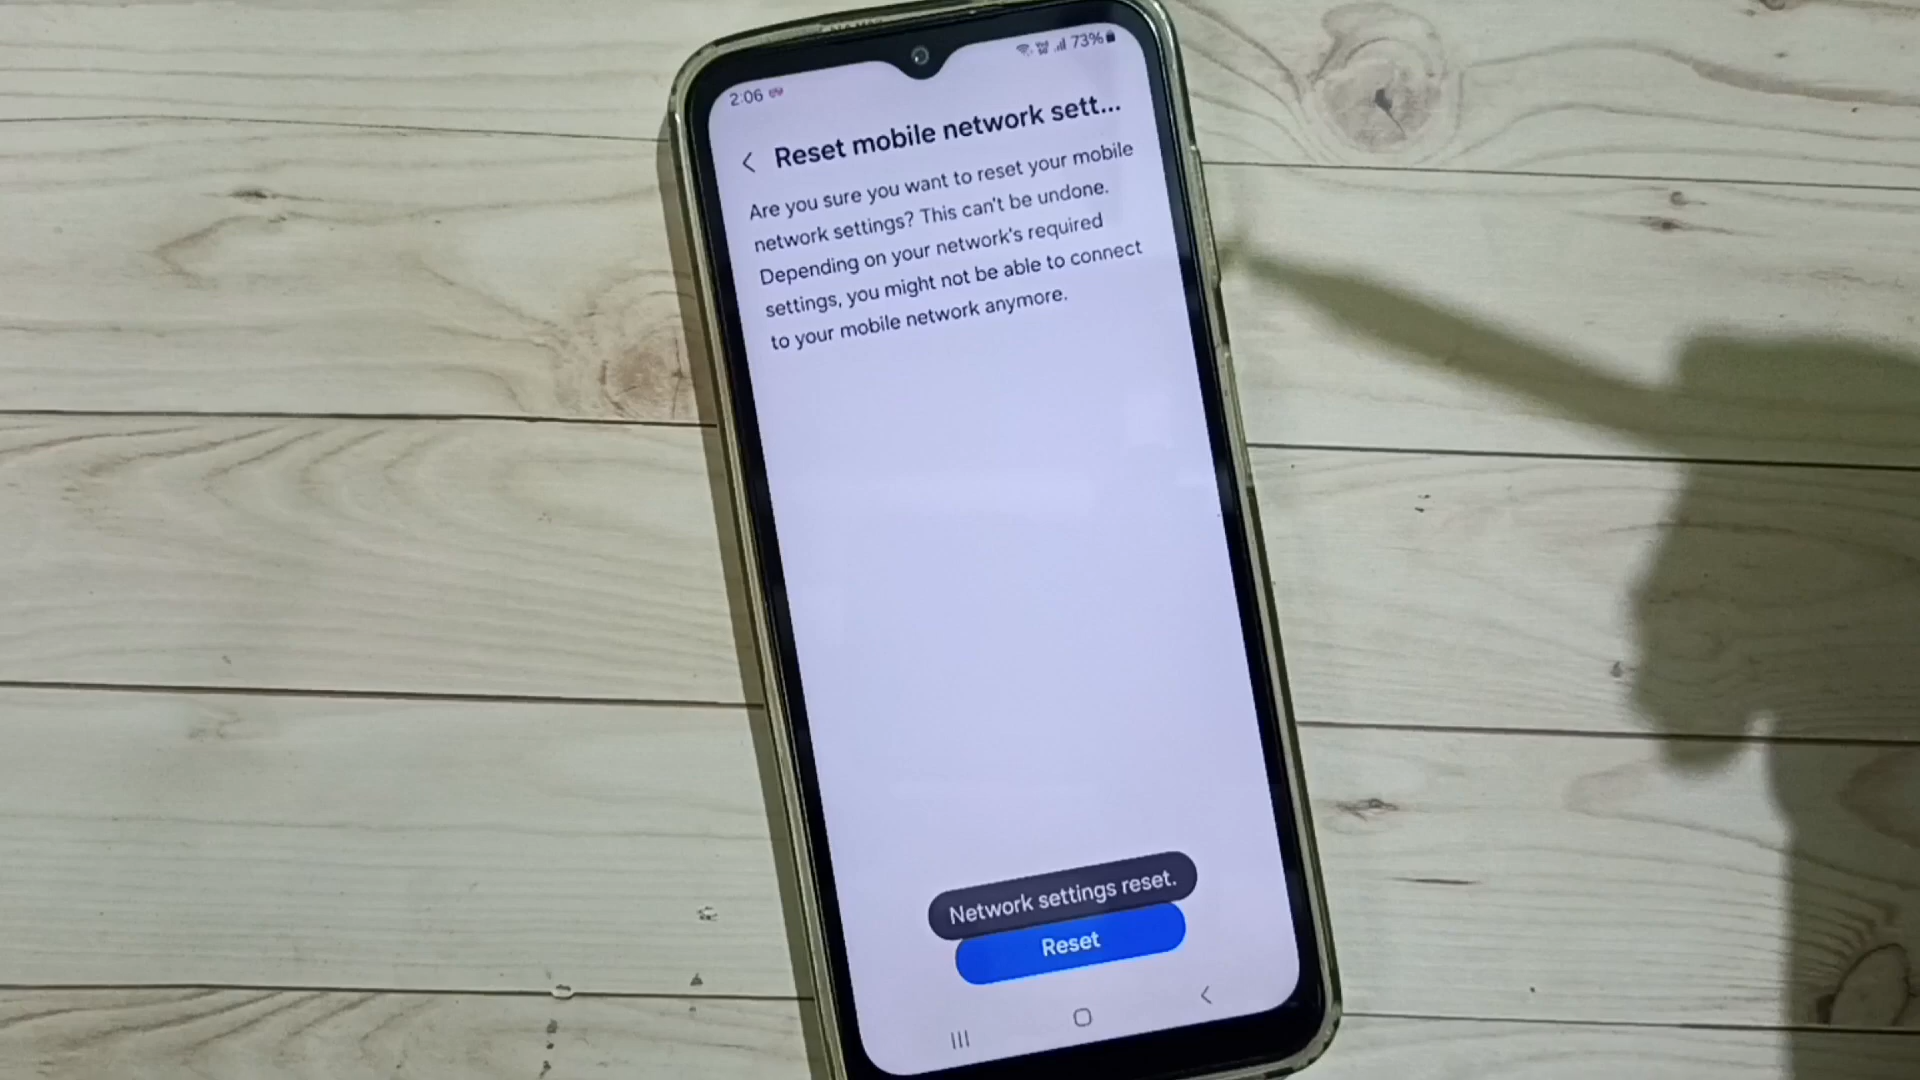 2:06
73%
Reset mobile network sett...
Are you sure you want to reset your mobile
network settings? This can't be undone.
Depending on your network's required
settings, you might not be able to connect
to your mobile network anymore.
Network settings reset.
Reset